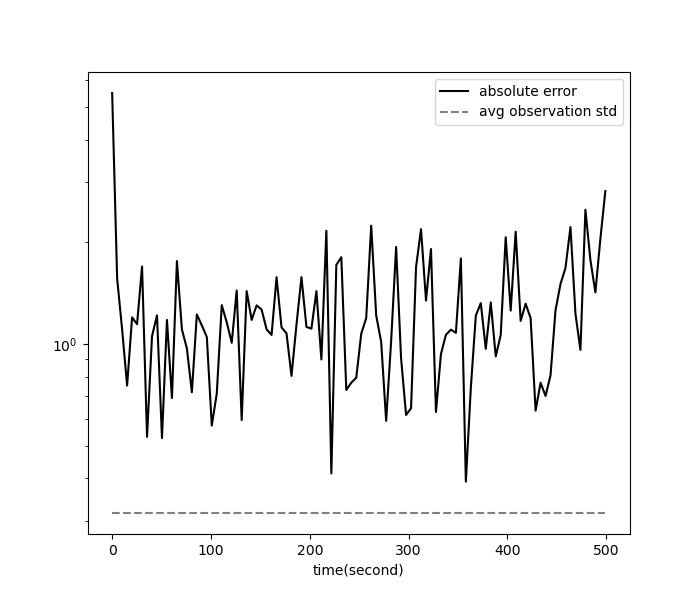 absolute error
avg observation std
10⁰
0 100 200 300 400 500
time(second)